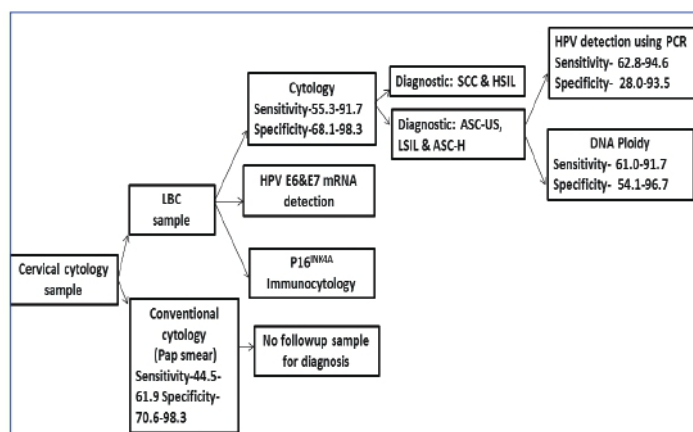 Cervical cytology
sample
LBC
sample
Conventional
cytology
(Pap smear)
Sensitivity-44.5-
61.9 Specificity-
70.6-98.3
Cytology
Sensitivity-55.3-91.7
Specificity-68.1-98.3
HPV E6&E7 mRNA
detection
P16INK4A
Immunocytology
No followup sample
for diagnosis
Diagnostic: SCC & HSIL
Diagnostic: ASC-US,
LSIL & ASC-H
HPV detection using PCR
Sensitivity- 62.8-94.6
Specificity- 28.0-93.5
DNA Ploidy
Sensitivity- 61.0-91.7
Specificity- 54.1-96.7